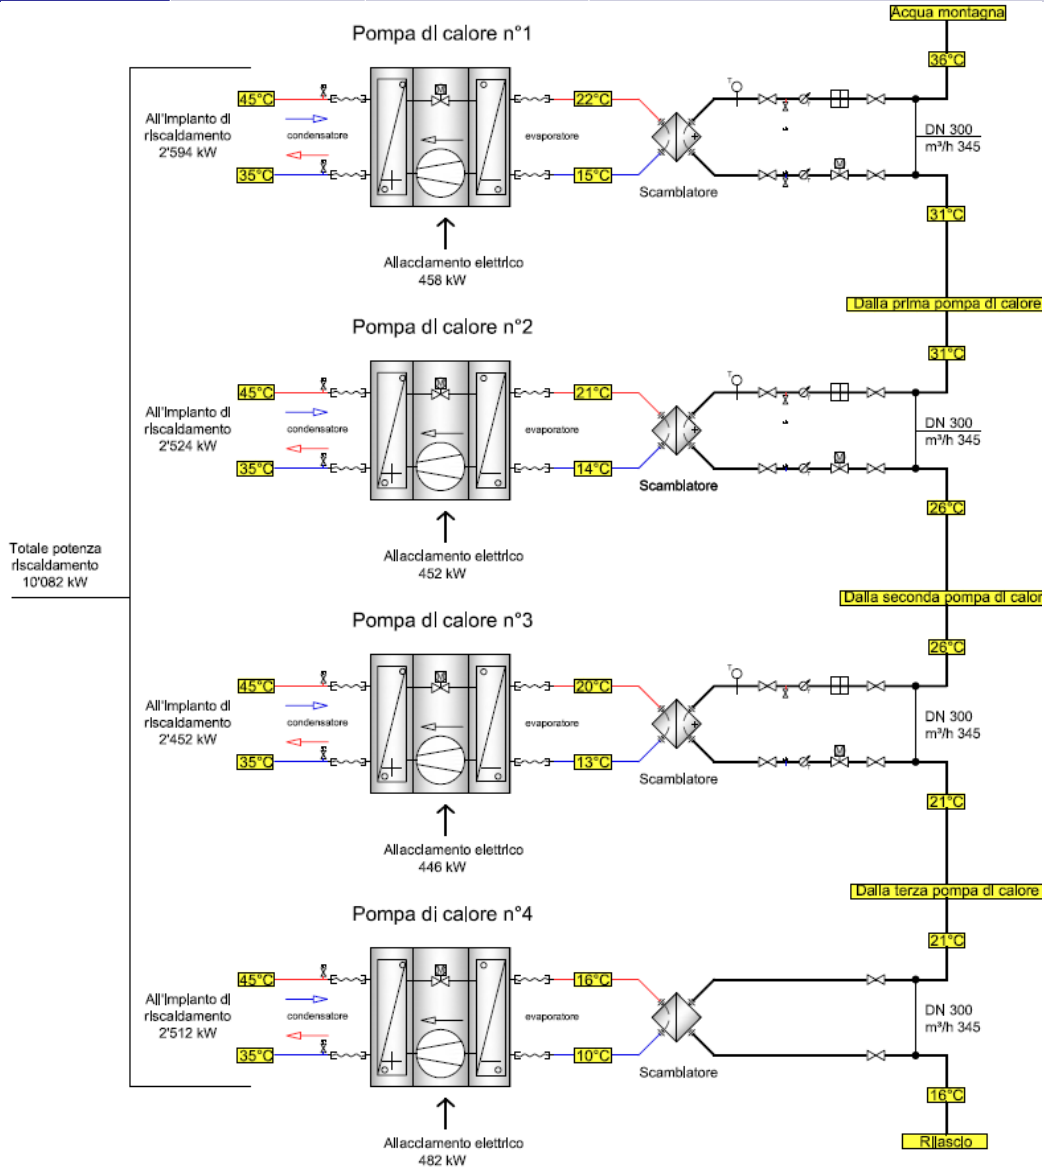 Acqua montagna
36°C
Pompa di calore n°1
45°C
22°C
All'impianto di
riscaldamento
2'594 kW
condensatore
M
evaporatore
T
DN 300
m³/h 345
35°C
15°C
Scambiatore
M
31°C
Allacciamento elettrico
458 kW
Dalla prima pompa di calore
Pompa di calore n°2
31°C
45°C
21°C
All'impianto di
riscaldamento
2'524 kW
condensatore
M
evaporatore
T
DN 300
m³/h 345
35°C
14°C
Scambiatore
M
26°C
Allacciamento elettrico
452 kW
Totale potenza
riscaldamento
10'082 kW
Dalla seconda pompa di calor
Pompa di calore n°3
26°C
45°C
20°C
All'impianto di
riscaldamento
2'452 kW
condensatore
M
evaporatore
T
DN 300
m³/h 345
35°C
13°C
Scambiatore
M
21°C
Allacciamento elettrico
446 kW
Dalla terza pompa di calore
Pompa di calore n°4
21°C
45°C
16°C
All'impianto di
riscaldamento
2'512 kW
condensatore
M
evaporatore
DN 300
m³/h 345
35°C
10°C
Scambiatore
16°C
Allacciamento elettrico
482 kW
Rilascio